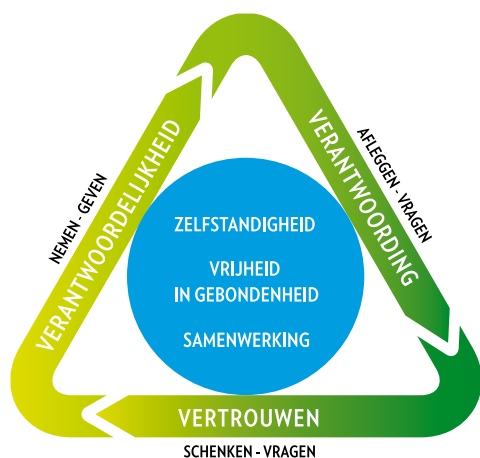 NEMEN - GEVEN
VERANTWOORDELIJKHEID
VERANTWOORDING
AFLEGGEN - VRAGEN
ZELFSTANDIGHEID
VRIJHEID
IN GEBONDENHEID
SAMENWERKING
VERTROUWEN
SCHENKEN - VRAGEN